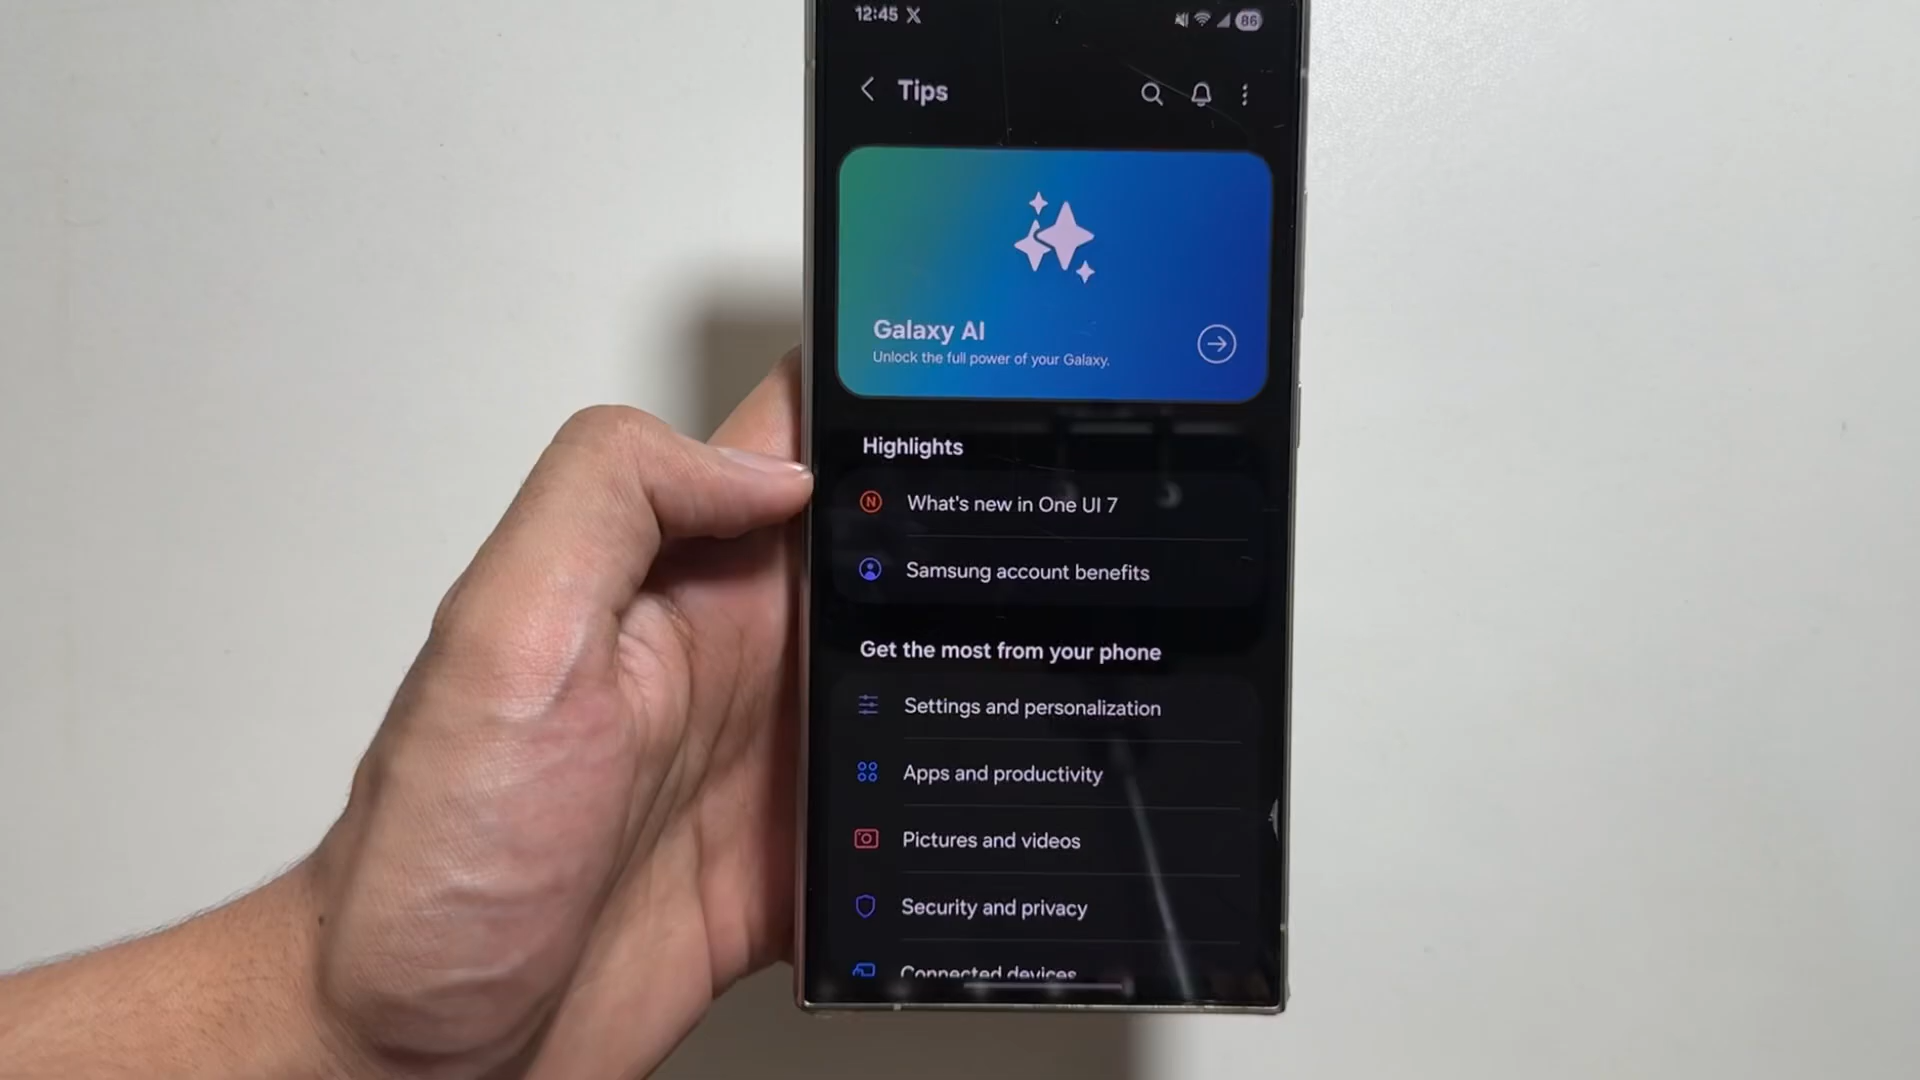 12:45 X 86
Tips
Galaxy AI
Unlock the full power of your Galaxy.
Highlights
N What's new in One UI 7
Samsung account benefits
Get the most from your phone
Settings and personalization
Apps and productivity
Pictures and videos
Security and privacy
Connected devices